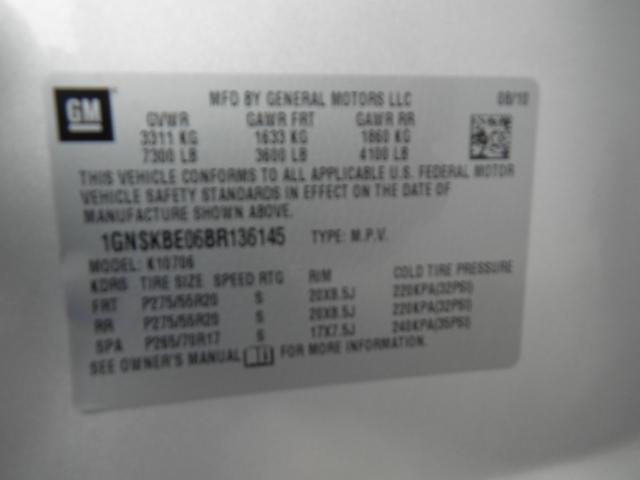 GM
MFD BY GENERAL MOTORS LLC 08/10
GVWR GAWR FRT GAWR RR
3311 KG 1633 KG 1860 KG
7300 LB 3600 LB 4100 LB
THIS VEHICLE CONFORMS TO ALL APPLICABLE U.S. FEDERAL MOTOR
VEHICLE SAFETY STANDARDS IN EFFECT ON THE DATE OF
MANUFACTURE SHOWN ABOVE.
1GNSKBE06BR136145 TYPE: M.P.V.
MODEL: K10706
KDRS TIRE SIZE SPEED RTG RIM COLD TIRE PRESSURE
FRT P275/55R20 S 20X8.5J 220KPA(32PSI)
RR P275/55R20 S 20X8.5J 220KPA(32PSI)
SPA P265/70R17 S 17X7.5J 240KPA(35PSI)
SEE OWNER'S MANUAL FOR MORE INFORMATION.